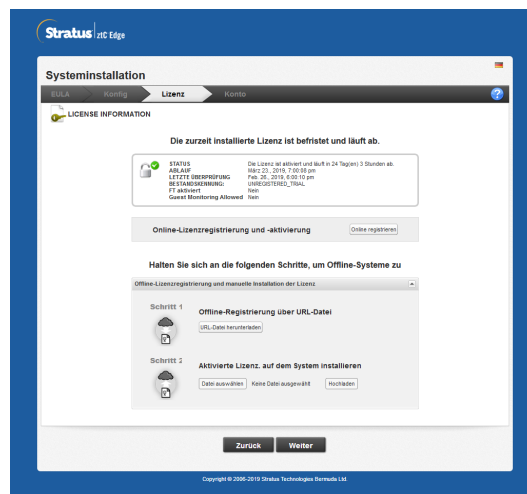 Stratus ztC Edge
Systeminstallation
EULA Konfig Lizenz Konto
?
LICENSE INFORMATION
Die zurzeit installierte Lizenz ist befristet und läuft ab.
STATUS Die Lizenz ist aktiviert und läuft in 24 Tag(en) 3 Stunden ab.
ABLAUF März 23., 2019, 7:00:08 pm
LETZTE ÜBERPRÜFUNG Feb. 26., 2019, 6:00:10 pm
BESTANDSKENNUNG: UNREGISTERED_TRIAL
FT aktiviert Nein
Guest Monitoring Allowed Nein
Online-Lizenzregistrierung und -aktivierung Online registrieren
Halten Sie sich an die folgenden Schritte, um Offline-Systeme zu
Offline-Lizenzregistrierung und manuelle Installation der Lizenz
Schritt 1
Offline-Registrierung über URL-Datei
URL-Datei herunterladen
Schritt 2
Aktivierte Lizenz. auf dem System installieren
Datei auswählen Keine Datei ausgewählt Hochladen
Zurück Weiter
Copyright © 2006-2019 Stratus Technologies Bermuda Ltd.